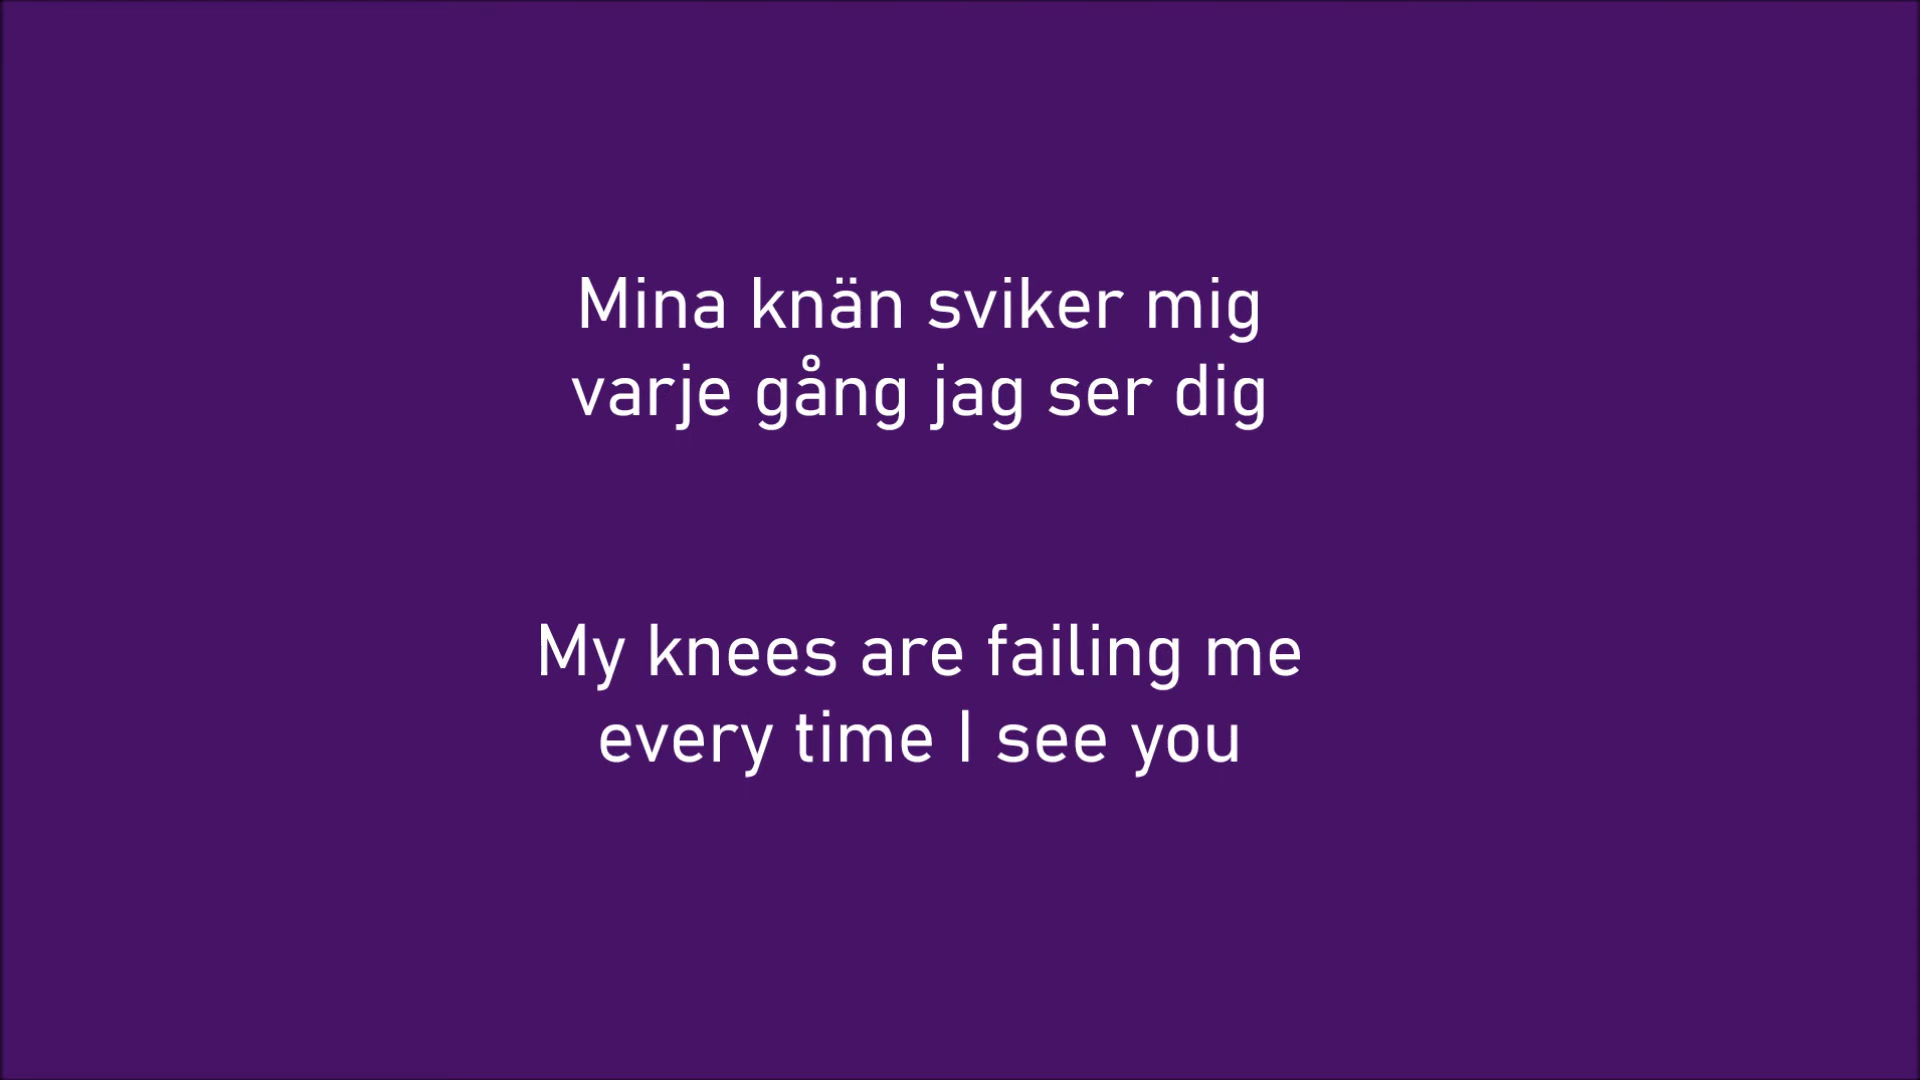 Mina knän sviker mig
varje gång jag ser dig
My knees are failing me
every time I see you